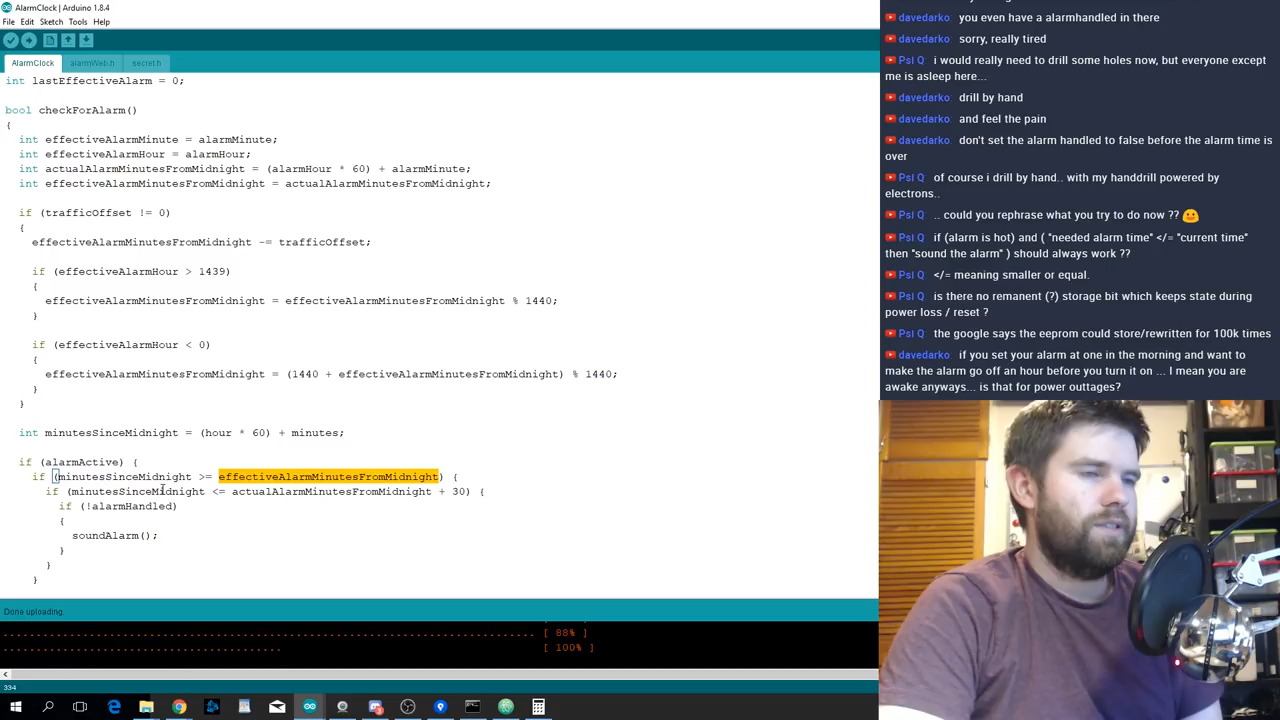 AlarmClock | Arduino 1.8.4
File Edit Sketch Tools Help
AlarmClock alarmWeb.h secret.h
int lastEffectiveAlarm = 0;
bool checkForAlarm()
{
int effectiveAlarmMinute = alarmMinute;
int effectiveAlarmHour = alarmHour;
int actualAlarmMinutesFromMidnight = (alarmHour * 60) + alarmMinute;
int effectiveAlarmMinutesFromMidnight = actualAlarmMinutesFromMidnight;
if (trafficOffset != 0)
{
effectiveAlarmMinutesFromMidnight -= trafficOffset;
if (effectiveAlarmHour > 1439)
{
effectiveAlarmMinutesFromMidnight = effectiveAlarmMinutesFromMidnight % 1440;
}
if (effectiveAlarmHour < 0)
{
effectiveAlarmMinutesFromMidnight = (1440 + effectiveAlarmMinutesFromMidnight) % 1440;
}
}
int minutesSinceMidnight = (hour * 60) + minutes;
if (alarmActive) {
if (minutesSinceMidnight >= effectiveAlarmMinutesFromMidnight) {
if (minutesSinceMidnight <= actualAlarmMinutesFromMidnight + 30) {
if (!alarmHandled)
{
soundAlarm();
}
}
}
Done uploading.
[ 88% ]
[ 100% ]
334
davedarko: you even have a alarmhandled in there
davedarko: sorry, really tired
Psi Q: i would really need to drill some holes now, but everyone except
me is asleep here...
davedarko: drill by hand
davedarko: and feel the pain
davedarko: don't set the alarm handled to false before the alarm time is
over
Psi Q: of course i drill by hand.. with my handdrill powered by
electrons..
Psi Q: .. could you rephrase what you try to do now ??
Psi Q: if (alarm is hot) and ( "needed alarm time" </= "current time"
then "sound the alarm" ) should always work ??
Psi Q: </= meaning smaller or equal.
Psi Q: is there no remanent (?) storage bit which keeps state during
power loss / reset ?
Psi Q: the google says the eeprom could store/rewritten for 100k times
davedarko: if you set your alarm at one in the morning and want to
make the alarm go off an hour before you turn it on ... I mean you are
awake anyways... is that for power outtages?